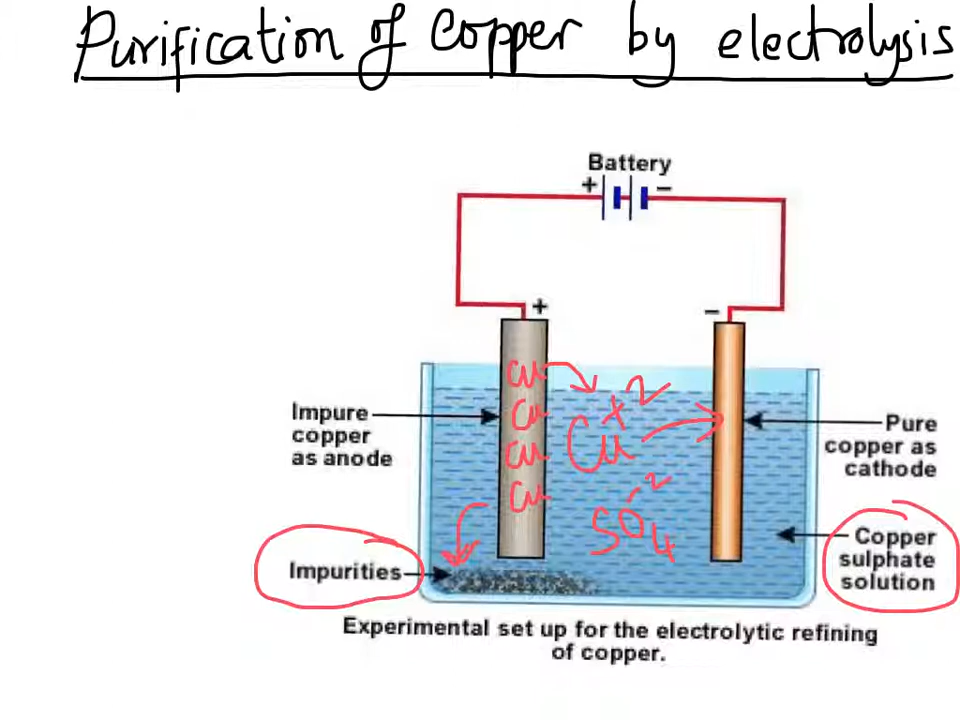 Purification of copper by electrolysis
Battery
+ −
+ −
Cu
Cu
Cu
Cu
Cu+2
SO4-2
Impure
copper
as anode
Pure
copper as
cathode
Impurities
Copper
sulphate
solution
Experimental set up for the electrolytic refining
of copper.